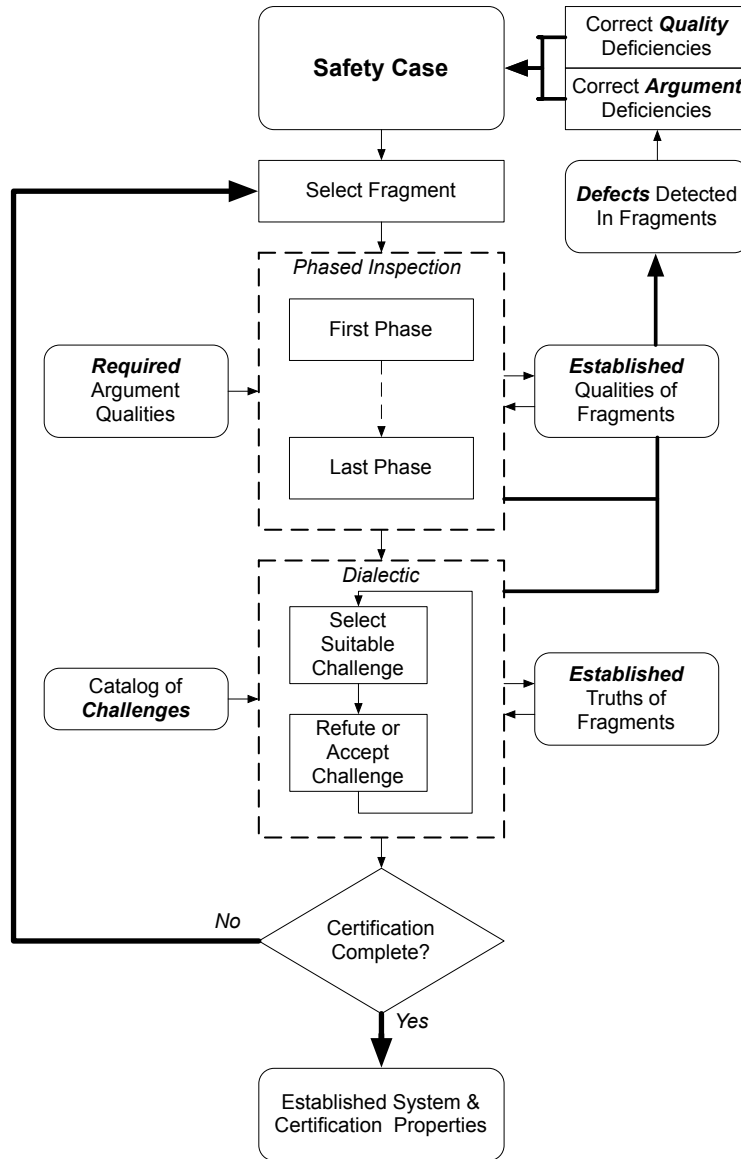 Safety Case
Correct Quality
Deficiencies
Correct Argument
Deficiencies
Select Fragment
Defects Detected
In Fragments
Phased Inspection
First Phase
Required
Argument
Qualities
Established
Qualities of
Fragments
Last Phase
Dialectic
Select
Suitable
Challenge
Catalog of
Challenges
Established
Truths of
Fragments
Refute or
Accept
Challenge
No
Certification
Complete?
Yes
Established System &
Certification Properties